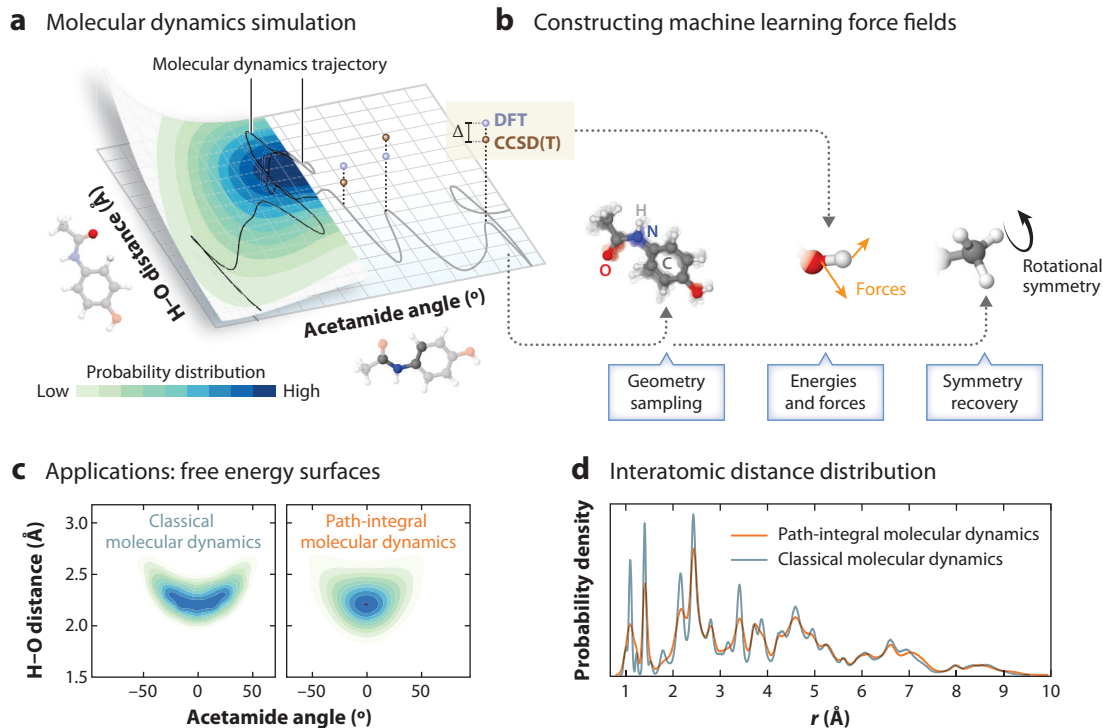 a Molecular dynamics simulation
Molecular dynamics trajectory
Δ
DFT
CCSD(T)
H–O distance (Å)
Acetamide angle (º)
Probability distribution
Low
High
b Constructing machine learning force fields
H
N
O
C
Forces
Rotational
symmetry
Geometry
sampling
Energies
and forces
Symmetry
recovery
c Applications: free energy surfaces
H–O distance (Å)
3.0
2.5
2.0
1.5
Classical
molecular dynamics
Path-integral
molecular dynamics
−50 0 50
−50 0 50
Acetamide angle (º)
d Interatomic distance distribution
Probability density
Path-integral molecular dynamics
Classical molecular dynamics
1 2 3 4 5 6 7 8 9 10
r (Å)